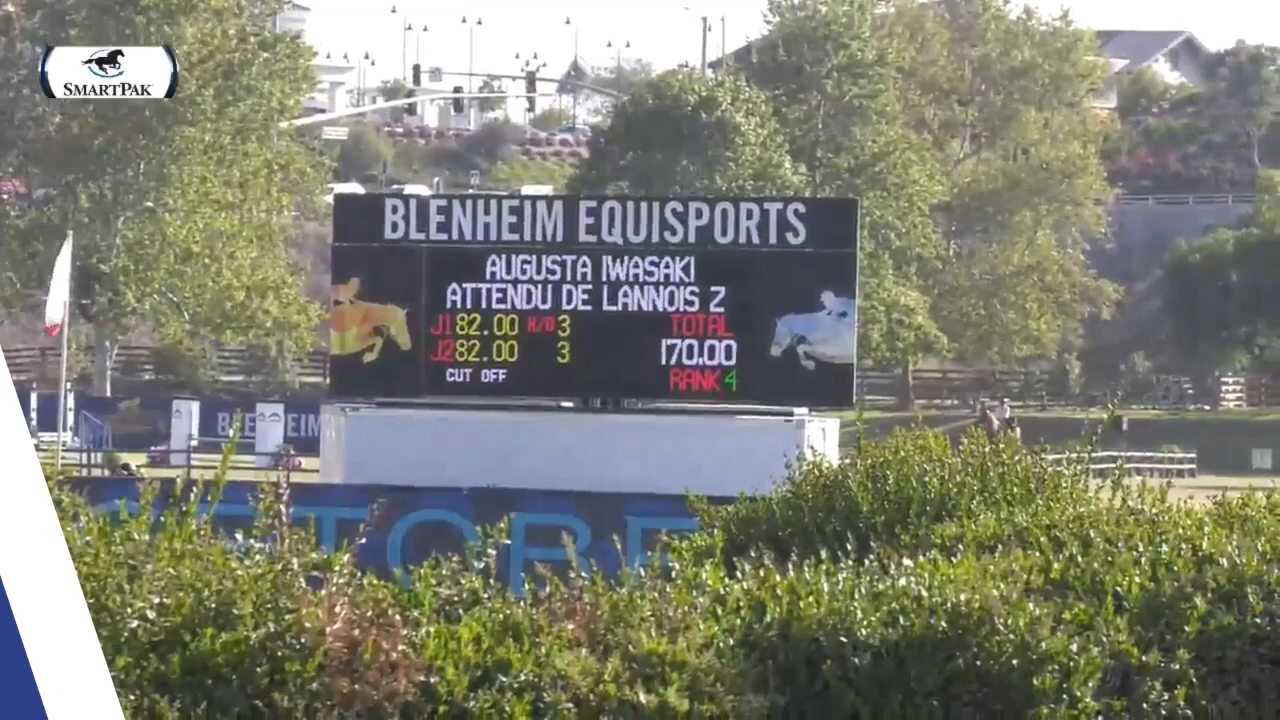 SMARTPAK
BLENHEIM EQUISPORTS
AUGUSTA IWASAKI
ATTENDU DE LANNOIS Z
J1 82.00 H/O 3 TOTAL
J2 82.00 3 170.00
CUT OFF RANK 4